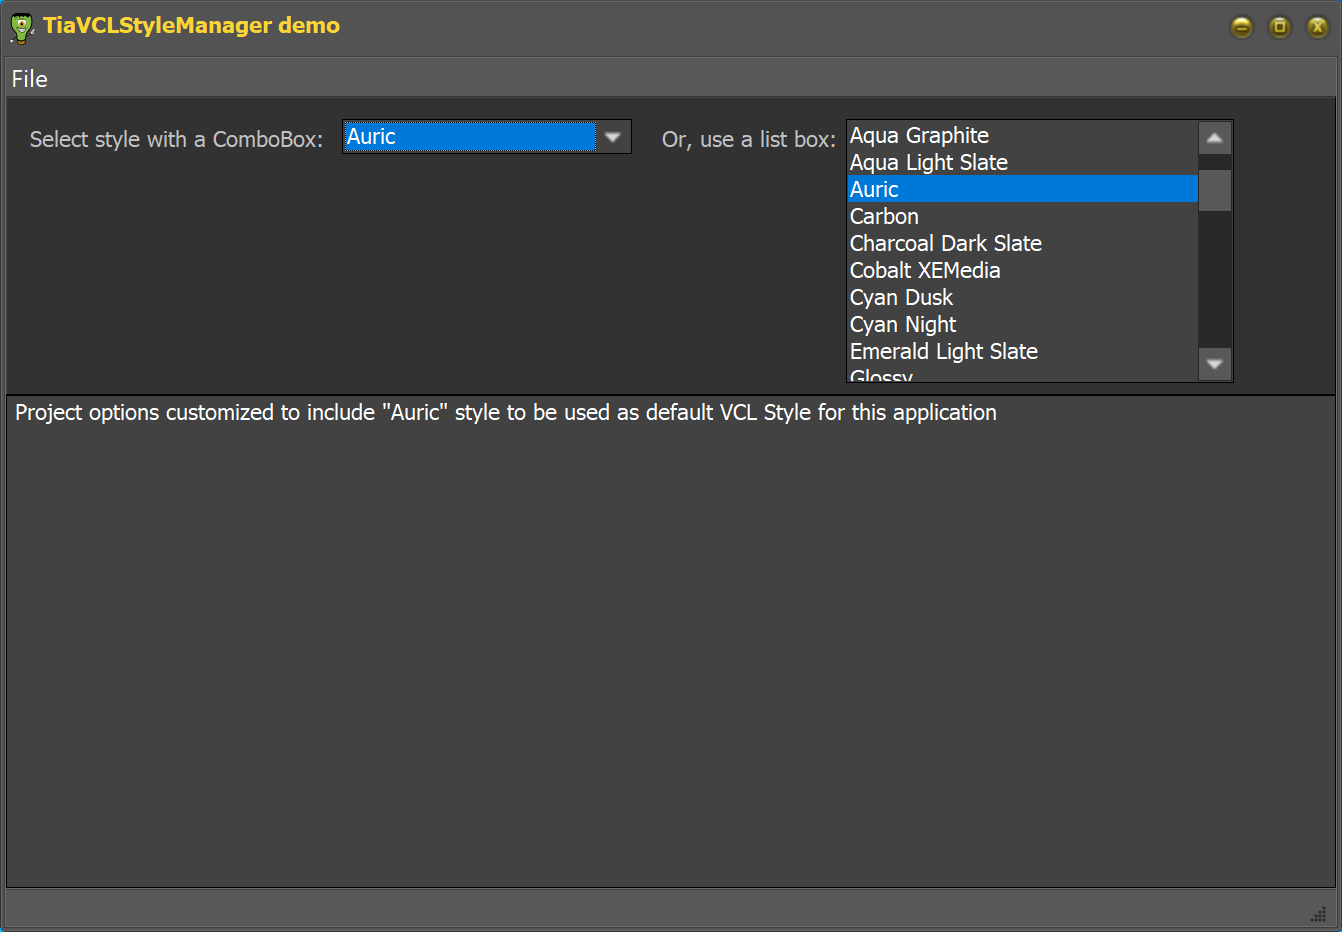 TiaVCLStyleManager demo
File
Select style with a ComboBox:
Auric
Or, use a list box:
Aqua Graphite
Aqua Light Slate
Auric
Carbon
Charcoal Dark Slate
Cobalt XEMedia
Cyan Dusk
Cyan Night
Emerald Light Slate
Glossy
Project options customized to include "Auric" style to be used as default VCL Style for this application